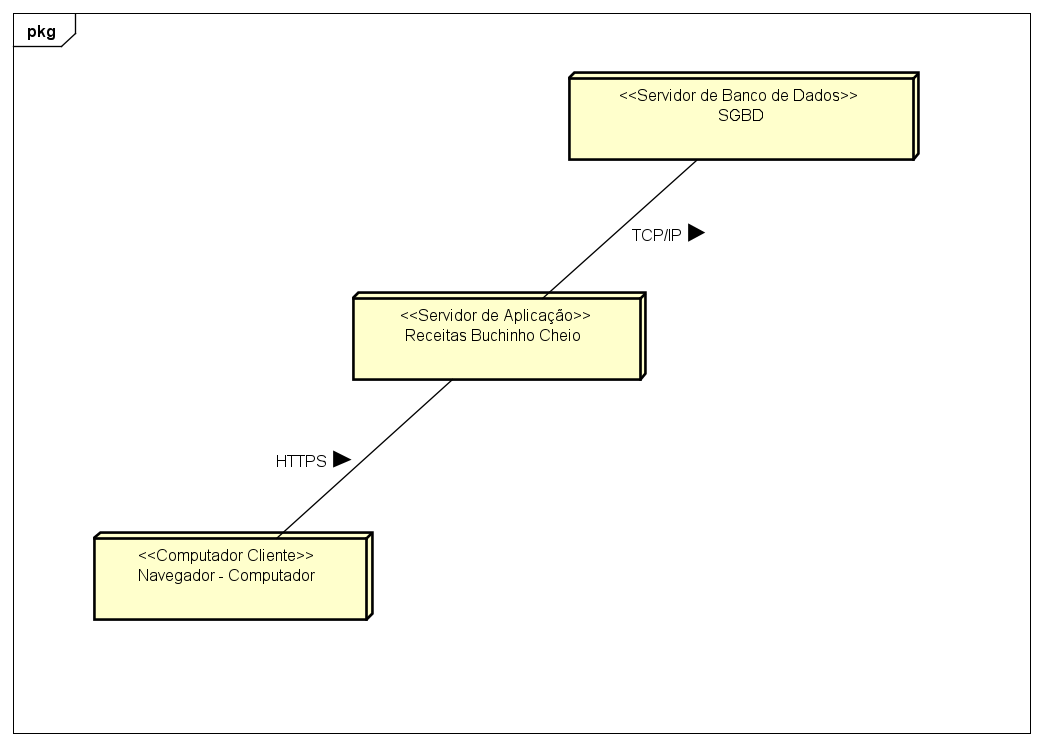 pkg
<<Servidor de Banco de Dados>>
SGBD
TCP/IP
<<Servidor de Aplicação>>
Receitas Buchinho Cheio
HTTPS
<<Computador Cliente>>
Navegador - Computador